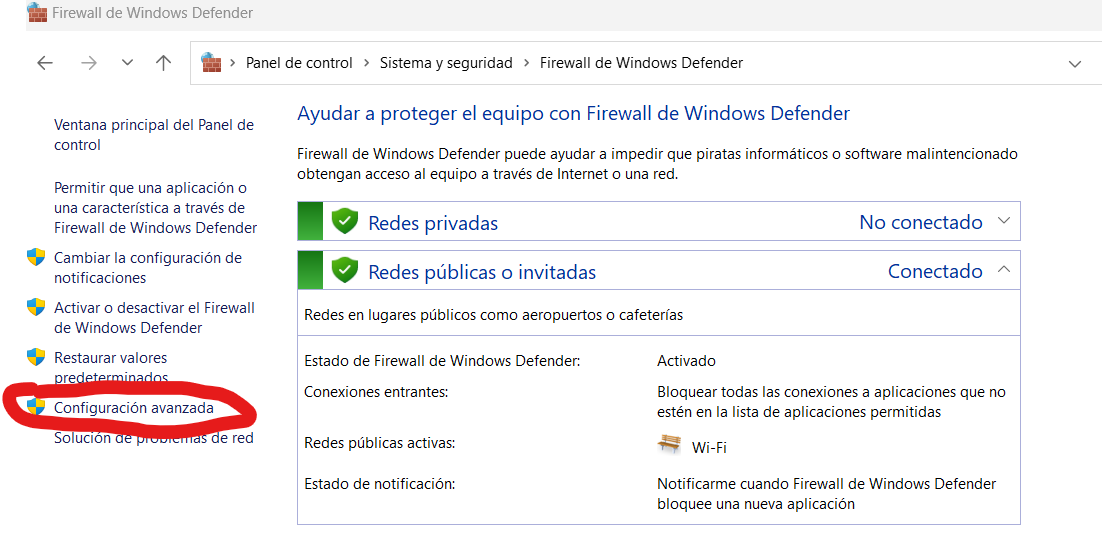 Firewall de Windows Defender
Panel de control > Sistema y seguridad > Firewall de Windows Defender
Ventana principal del Panel de
control
Permitir que una aplicación o
una característica a través de
Firewall de Windows Defender
Cambiar la configuración de
notificaciones
Activar o desactivar el Firewall
de Windows Defender
Restaurar valores
predeterminados
Configuración avanzada
Solución de problemas de red
Ayudar a proteger el equipo con Firewall de Windows Defender
Firewall de Windows Defender puede ayudar a impedir que piratas informáticos o software malintencionado
obtengan acceso al equipo a través de Internet o una red.
Redes privadas No conectado
Redes públicas o invitadas Conectado
Redes en lugares públicos como aeropuertos o cafeterías
Estado de Firewall de Windows Defender: Activado
Conexiones entrantes: Bloquear todas las conexiones a aplicaciones que no
estén en la lista de aplicaciones permitidas
Redes públicas activas: Wi-Fi
Estado de notificación: Notificarme cuando Firewall de Windows Defender
bloquee una nueva aplicación